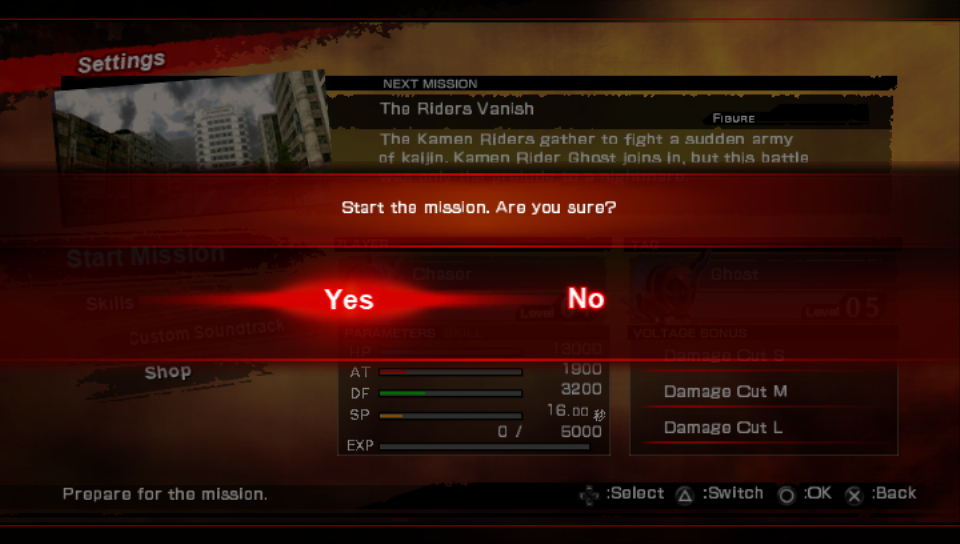 Settings
NEXT MISSION
The Riders Vanish
FIGURE
The Kamen Riders gather to fight a sudden army
of kaijin. Kamen Rider Ghost joins in, but this battle
Start the mission. Are you sure?
Start Mission
PLAYER
TAG
Chaser
Ghost
Yes
No
Skills
Level
Level 05
Custom Soundtrack
PARAMETERS
VOLTAGE BONUS
HP 13000
Damage Cut S
Shop
AT 1900
DF 3200
Damage Cut M
SP 16.00 秒
0 / 5000
Damage Cut L
EXP
Prepare for the mission.
:Select :Switch :OK :Back